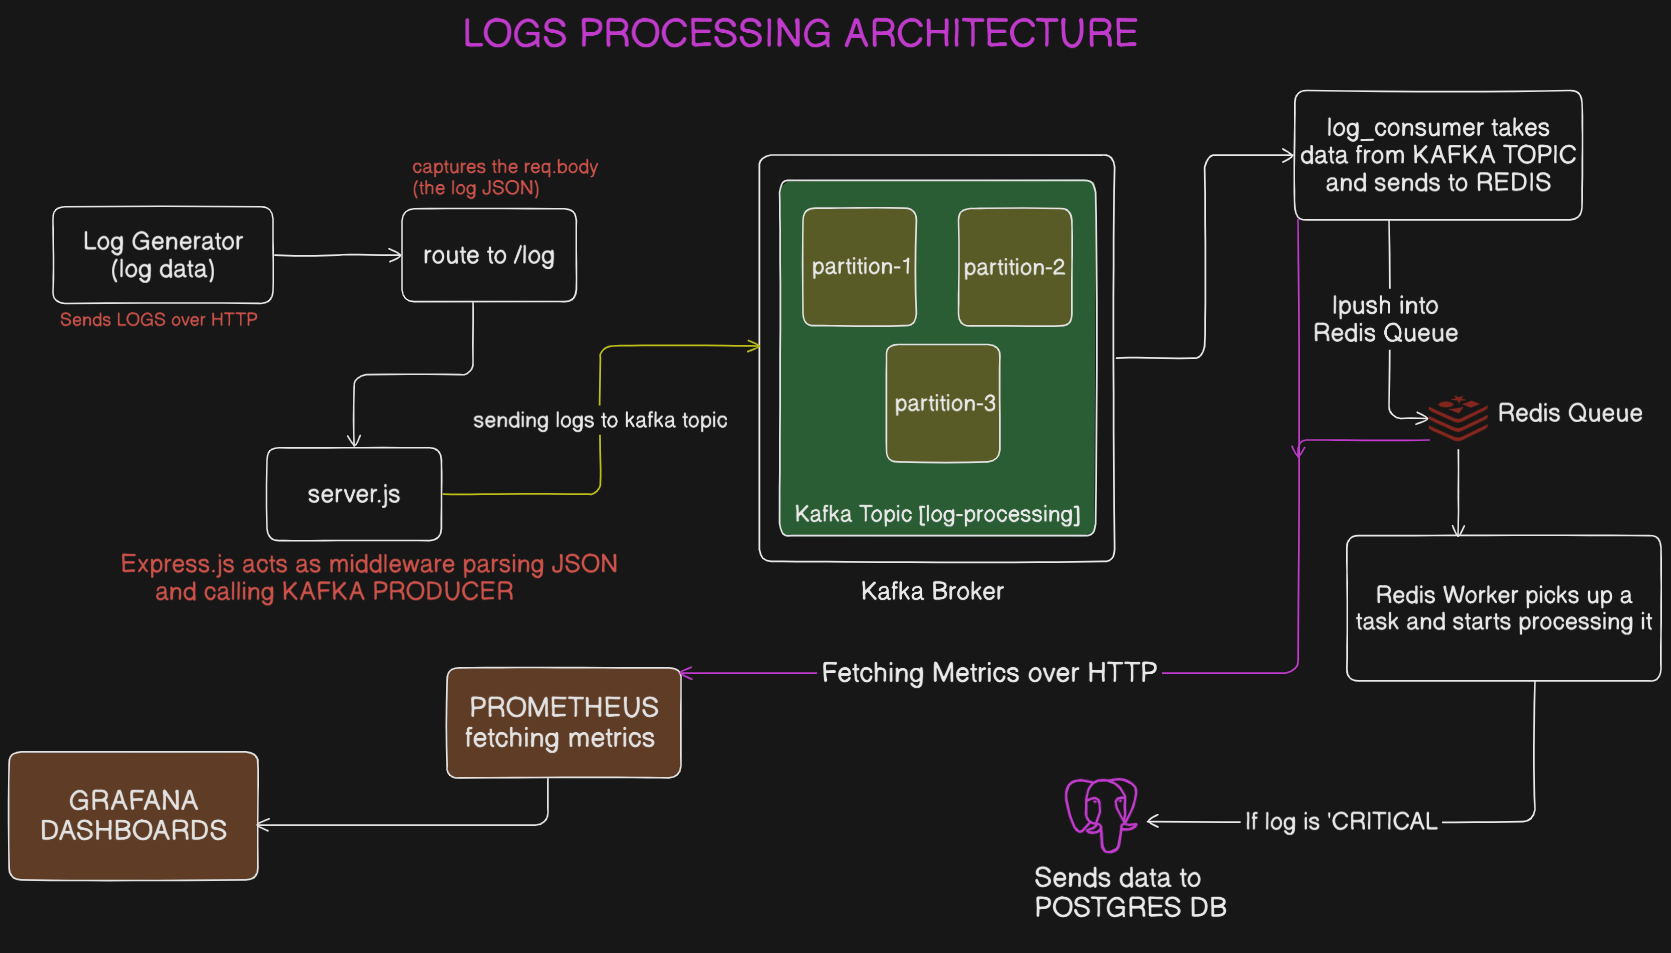 LOGS PROCESSING ARCHITECTURE
captures the req.body
(the log JSON)
Log Generator
(log data)
Sends LOGS over HTTP
route to /log
server.js
Express.js acts as middleware parsing JSON
and calling KAFKA PRODUCER
sending logs to kafka topic
partition-1
partition-2
partition-3
Kafka Topic [log-processing]
Kafka Broker
log_consumer takes
data from KAFKA TOPIC
and sends to REDIS
lpush into
Redis Queue
Redis Queue
Redis Worker picks up a
task and starts processing it
Fetching Metrics over HTTP
PROMETHEUS
fetching metrics
GRAFANA
DASHBOARDS
If log is 'CRITICAL
Sends data to
POSTGRES DB